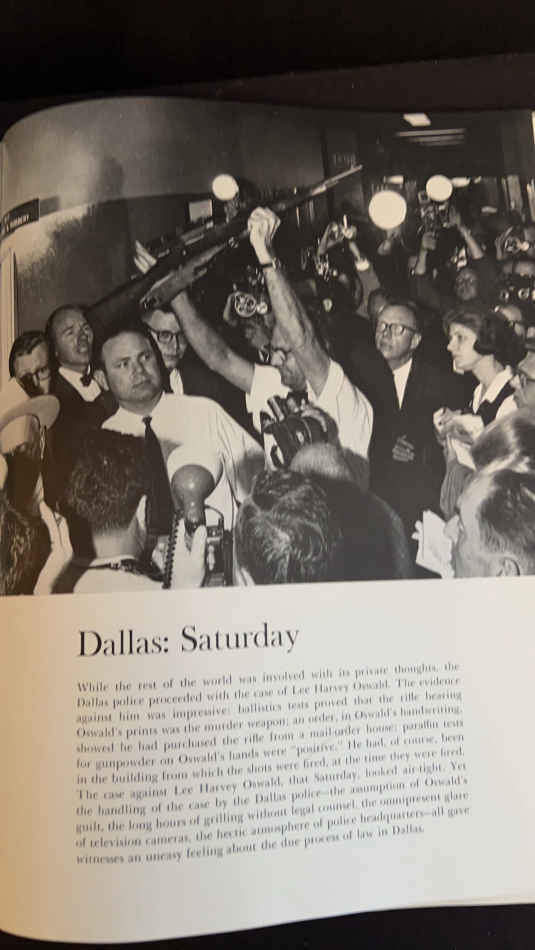 Dallas: Saturday
While the rest of the world was involved with its private thoughts, the
Dallas police proceeded with the case of Lee Harvey Oswald. The evidence
against him was impressive: ballistics tests proved that the rifle bearing
Oswald's prints was the murder weapon; an order, in Oswald's handwriting,
showed he had purchased the rifle from a mail-order house; paraffin tests
for gunpowder on Oswald's hands were "positive." He had, of course, been
in the building from which the shots were fired, at the time they were fired.
The case against Lee Harvey Oswald, that Saturday, looked air-tight. Yet
the handling of the case by the Dallas police—the assumption of Oswald's
guilt, the long hours of grilling without legal counsel, the omnipresent glare
of television cameras, the hectic atmosphere of police headquarters—all gave
witnesses an uneasy feeling about the due process of law in Dallas.